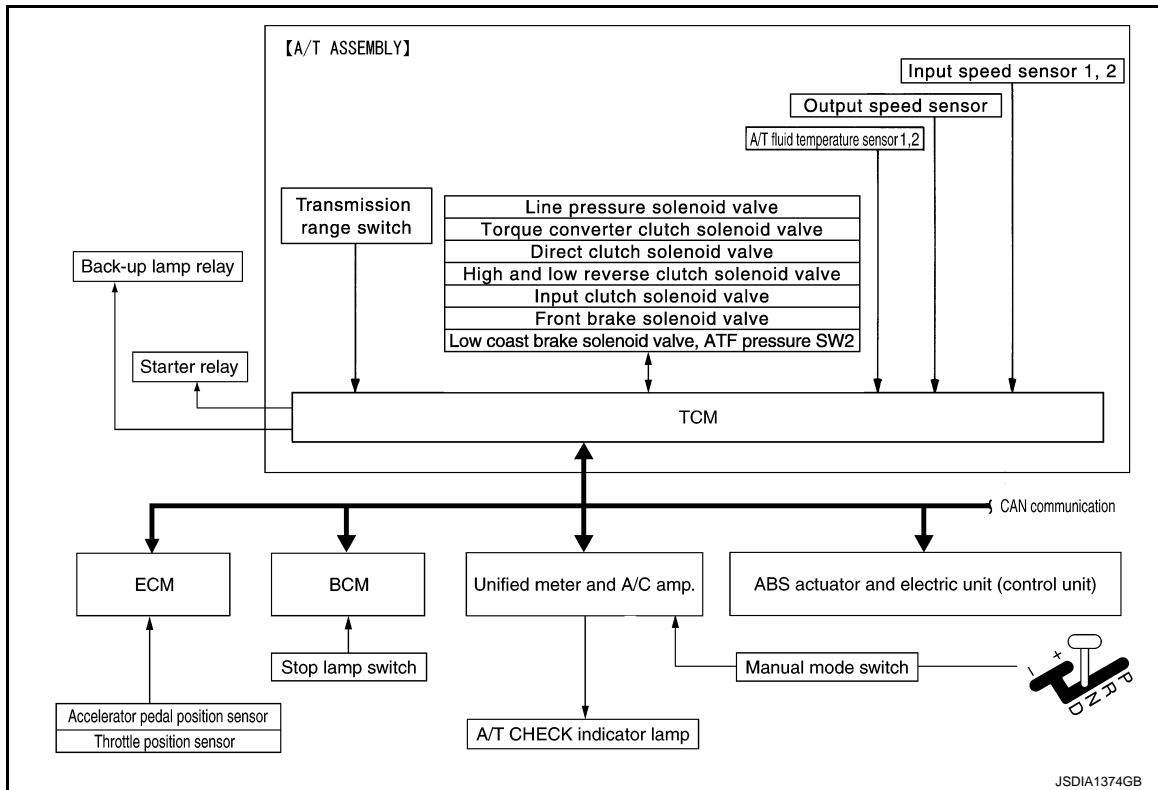 【A/T ASSEMBLY】
Input speed sensor 1, 2
Output speed sensor
A/T fluid temperature sensor 1,2
Transmission
range switch
Line pressure solenoid valve
Torque converter clutch solenoid valve
Direct clutch solenoid valve
High and low reverse clutch solenoid valve
Input clutch solenoid valve
Front brake solenoid valve
Low coast brake solenoid valve, ATF pressure SW2
Back-up lamp relay
Starter relay
TCM
CAN communication
ECM
BCM
Unified meter and A/C amp.
ABS actuator and electric unit (control unit)
Stop lamp switch
Manual mode switch
+
−
P
R
N
D
Accelerator pedal position sensor
Throttle position sensor
A/T CHECK indicator lamp
JSDIA1374GB